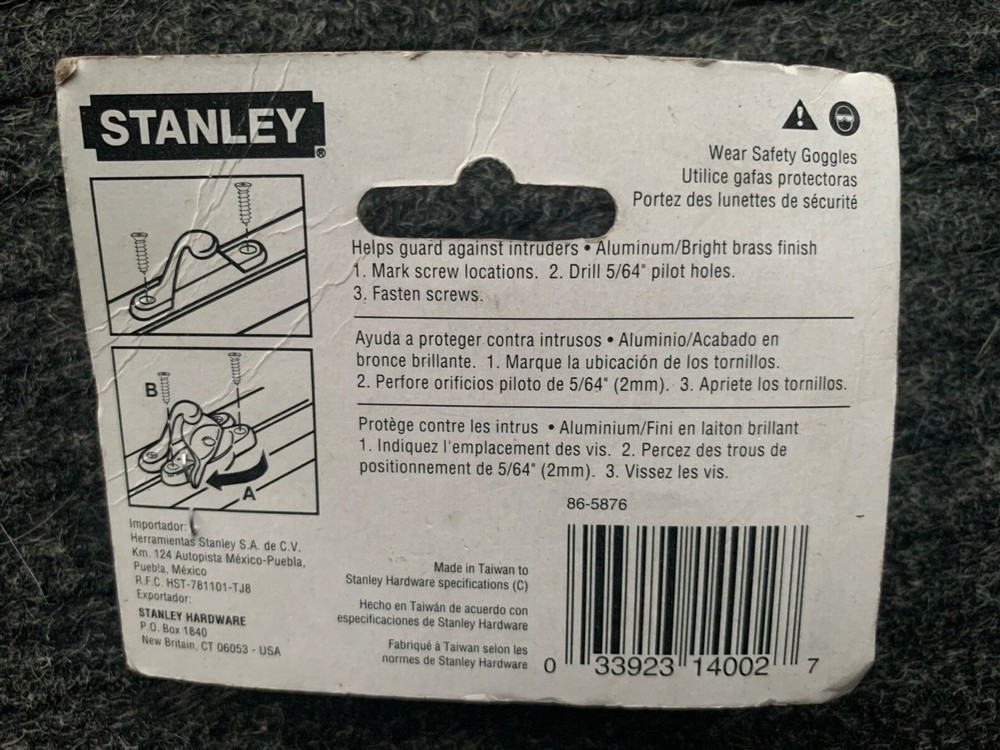 STANLEY®
Wear Safety Goggles
Utilice gafas protectoras
Portez des lunettes de sécurité
Helps guard against intruders • Aluminum/Bright brass finish
1. Mark screw locations. 2. Drill 5/64" pilot holes.
3. Fasten screws.
Ayuda a proteger contra intrusos • Aluminio/Acabado en
bronce brillante. 1. Marque la ubicación de los tornillos.
2. Perfore orificios piloto de 5/64" (2mm). 3. Apriete los tornillos.
Protège contre les intrus • Aluminium/Fini en laiton brillant
1. Indiquez l'emplacement des vis. 2. Percez des trous de
positionnement de 5/64" (2mm). 3. Vissez les vis.
B
A
Importador:
Herramientas Stanley S.A. de C.V.
Km. 124 Autopista México-Puebla,
Puebla, México
R.F.C. HST-781101-TJ8
Exportador:
STANLEY HARDWARE
P.O. Box 1840
New Britain, CT 06053 - USA
Made in Taiwan to
Stanley Hardware specifications (C)
Hecho en Taiwán de acuerdo con
especificaciones de Stanley Hardware
Fabriqué à Taiwan selon les
normes de Stanley Hardware
86-5876
0 33923 14002 7